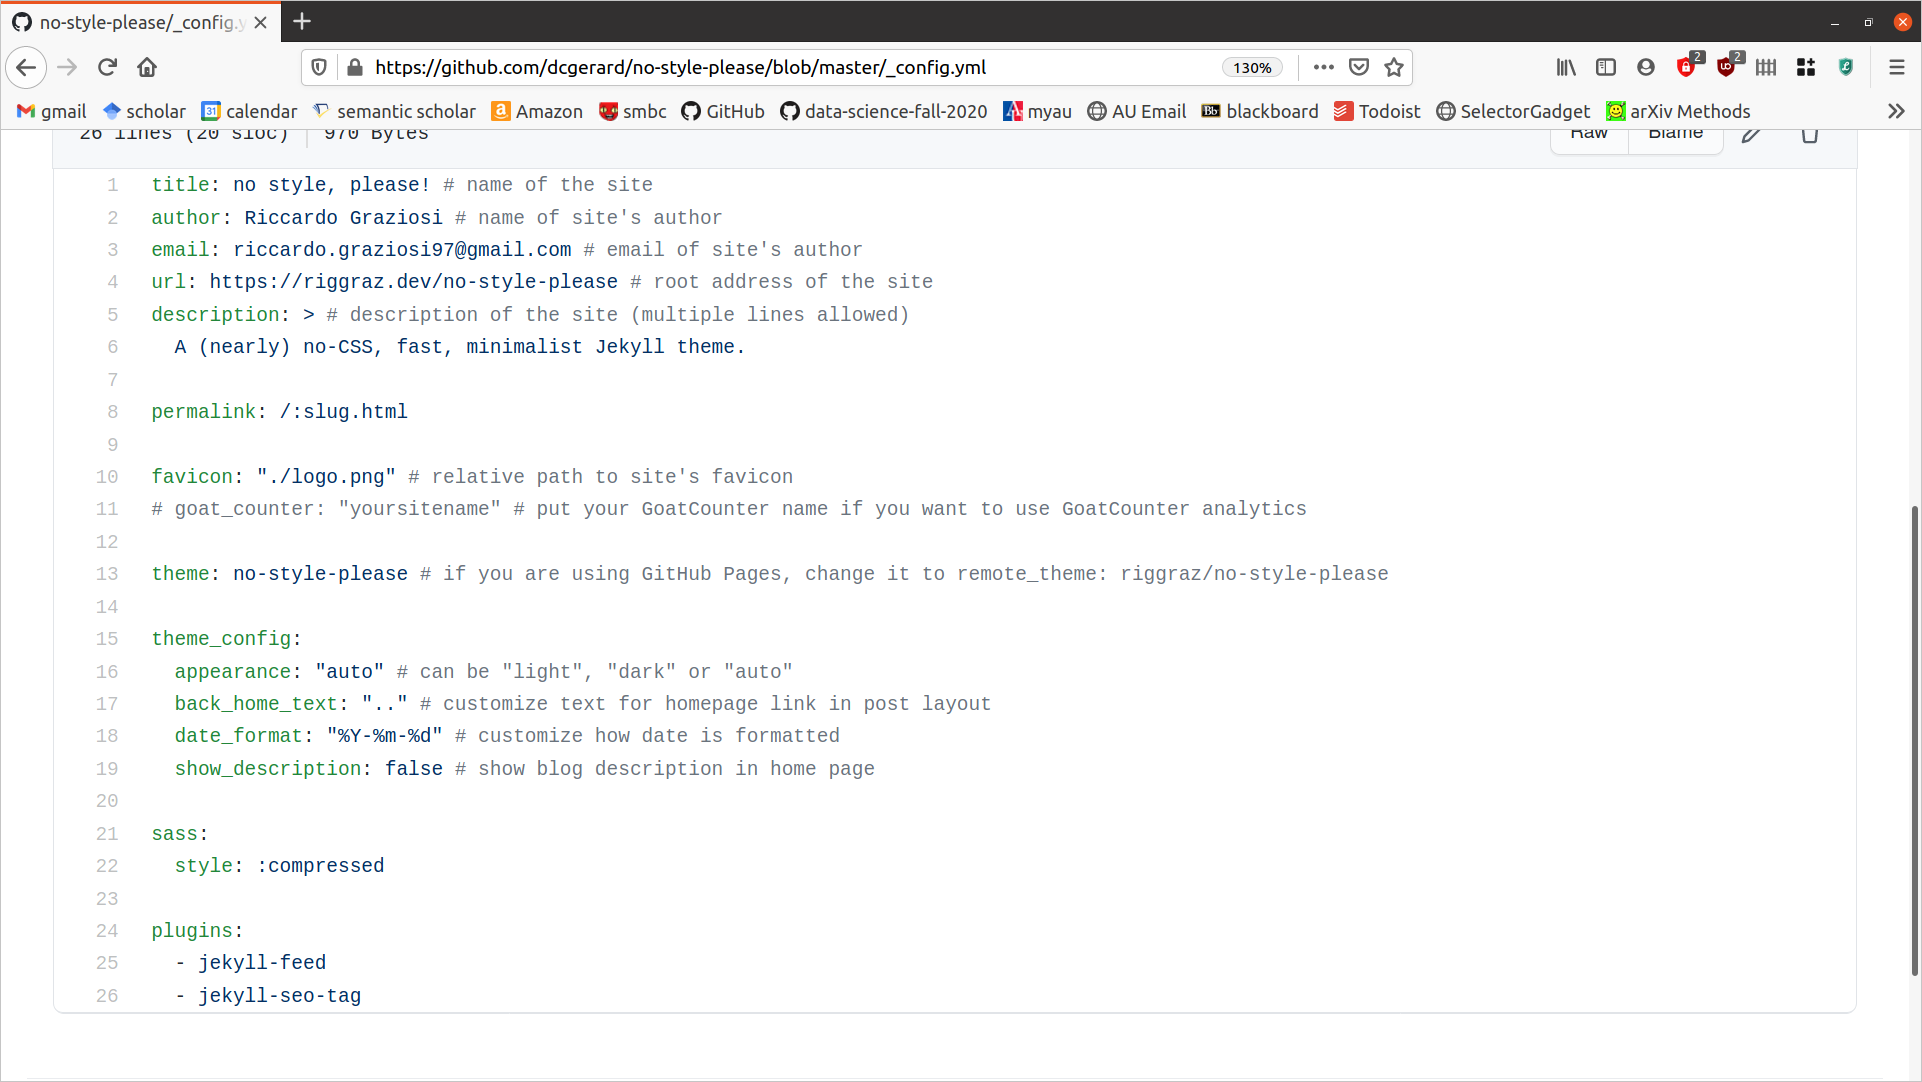 no-style-please/_config.y
https://github.com/dcgerard/no-style-please/blob/master/_config.yml
130%
2
2
gmail
scholar
31
calendar
semantic scholar
Amazon
smbc
GitHub
data-science-fall-2020
myau
AU Email
Bb
blackboard
Todoist
SelectorGadget
arXiv Methods
26 lines (20 sloc)
970 Bytes
Raw
Blame
1 title: no style, please! # name of the site
2 author: Riccardo Graziosi # name of site's author
3 email: riccardo.graziosi97@gmail.com # email of site's author
4 url: https://riggraz.dev/no-style-please # root address of the site
5 description: > # description of the site (multiple lines allowed)
6 A (nearly) no-CSS, fast, minimalist Jekyll theme.
7
8 permalink: /:slug.html
9
10 favicon: "./logo.png" # relative path to site's favicon
11 # goat_counter: "yoursitename" # put your GoatCounter name if you want to use GoatCounter analytics
12
13 theme: no-style-please # if you are using GitHub Pages, change it to remote_theme: riggraz/no-style-please
14
15 theme_config:
16 appearance: "auto" # can be "light", "dark" or "auto"
17 back_home_text: ".." # customize text for homepage link in post layout
18 date_format: "%Y-%m-%d" # customize how date is formatted
19 show_description: false # show blog description in home page
20
21 sass:
22 style: :compressed
23
24 plugins:
25 - jekyll-feed
26 - jekyll-seo-tag